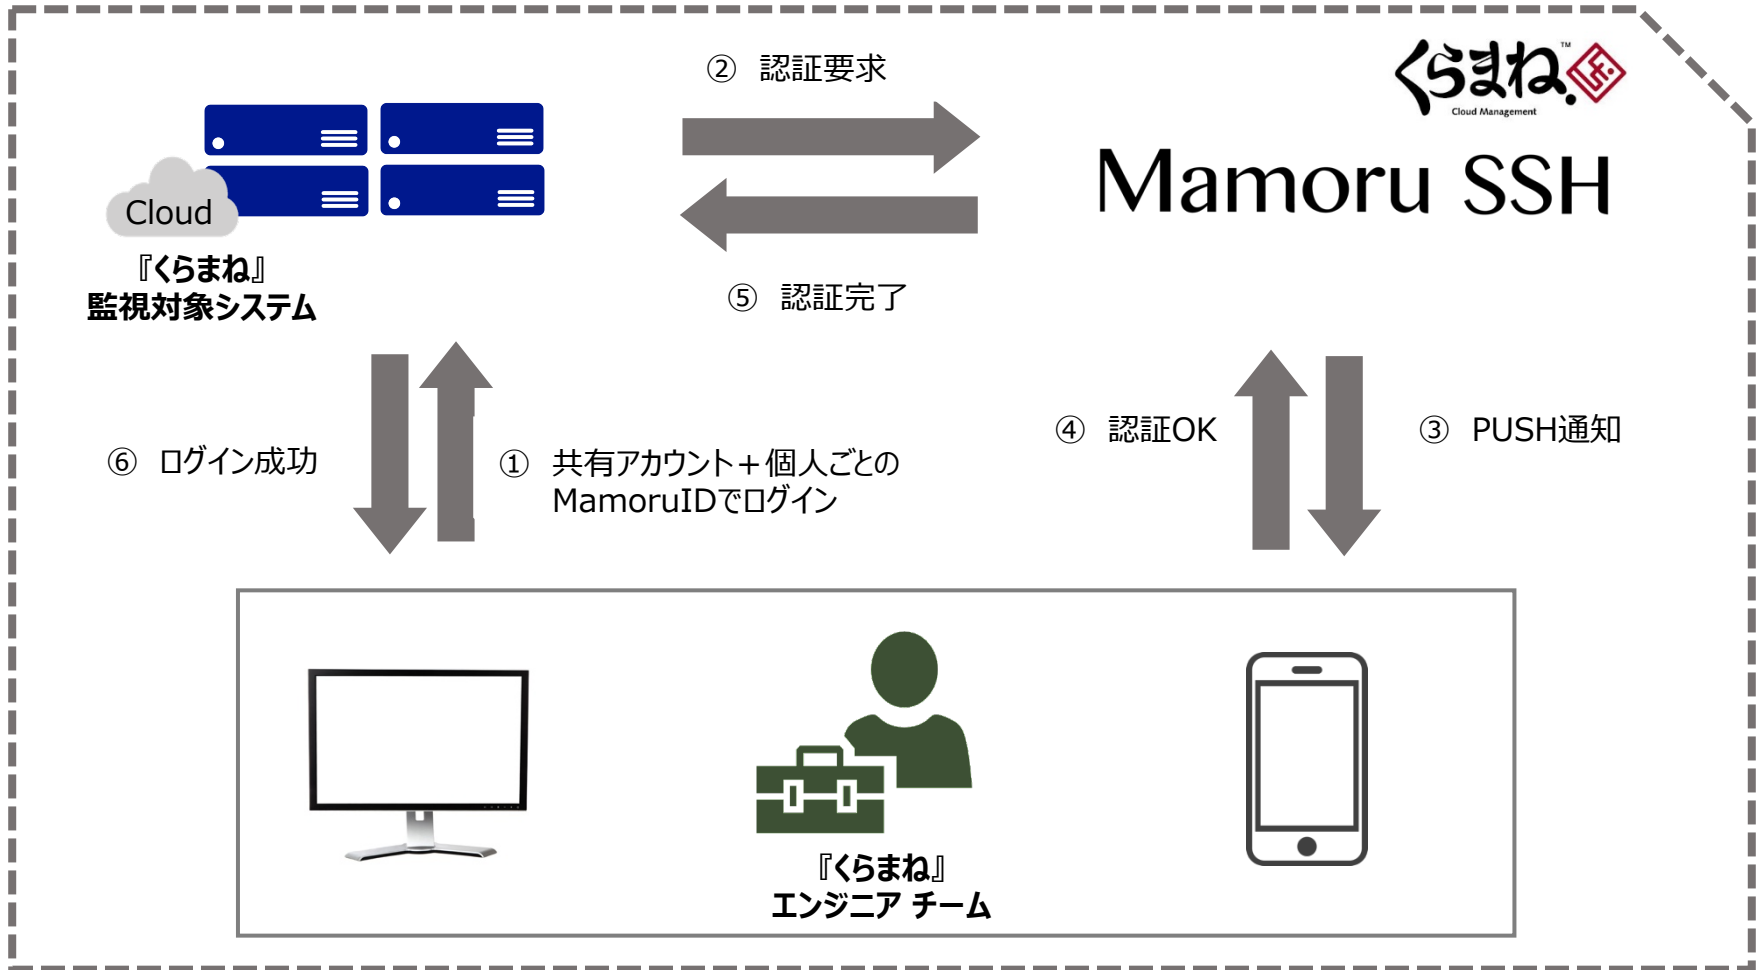 ② 認証要求
くらまね
TM
Cloud Management
Mamoru SSH
Cloud
『くらまね』
監視対象システム
⑤ 認証完了
⑥ ログイン成功
① 共有アカウント＋個人ごとの
MamoruIDでログイン
④ 認証OK
③ PUSH通知
『くらまね』
エンジニア チーム